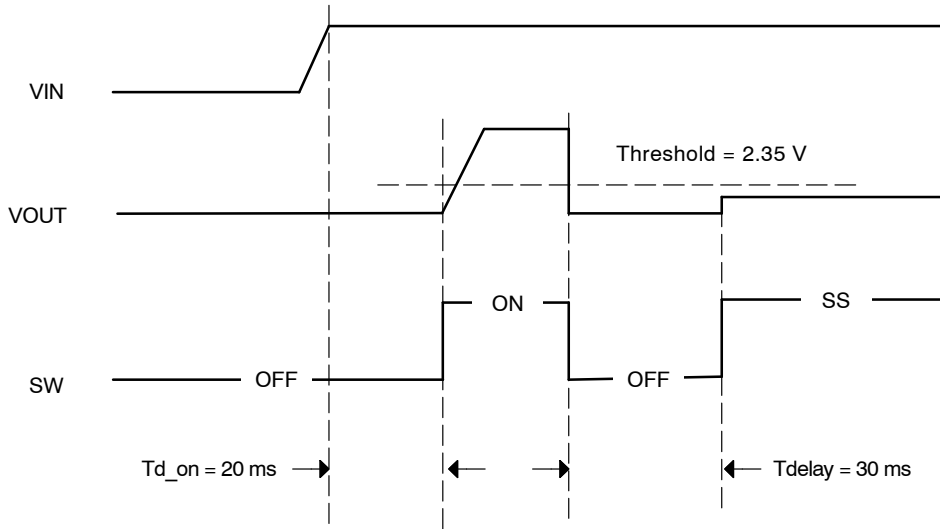 VIN
Threshold = 2.35 V
VOUT
ON
SS
SW
OFF
OFF
Td_on = 20 ms
Tdelay = 30 ms